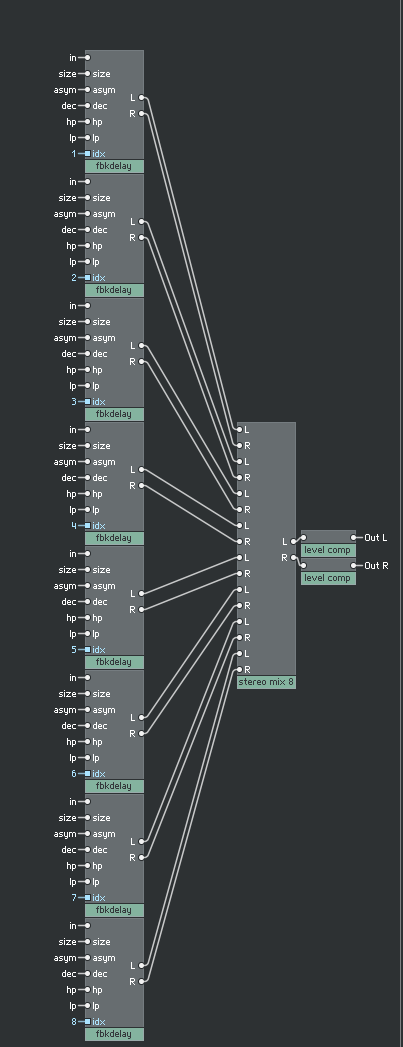 in
size size
asym asym L
dec dec R
hp hp
lp lp
1 idx
fbkdelay
in
size size
asym asym L
dec dec R
hp hp
lp lp
2 idx
fbkdelay
in
size size
asym asym L
dec dec R
hp hp
lp lp
3 idx
fbkdelay
in
size size
asym asym L
dec dec R
hp hp
lp lp
4 idx
fbkdelay
in
size size
asym asym L
dec dec R
hp hp
lp lp
5 idx
fbkdelay
in
size size
asym asym L
dec dec R
hp hp
lp lp
6 idx
fbkdelay
in
size size
asym asym L
dec dec R
hp hp
lp lp
7 idx
fbkdelay
in
size size
asym asym L
dec dec R
hp hp
lp lp
8 idx
fbkdelay
L
R
L
R
L
R
L
R L
L R
R
L
R
L
R
L
R
stereo mix 8
Out L
level comp
Out R
level comp